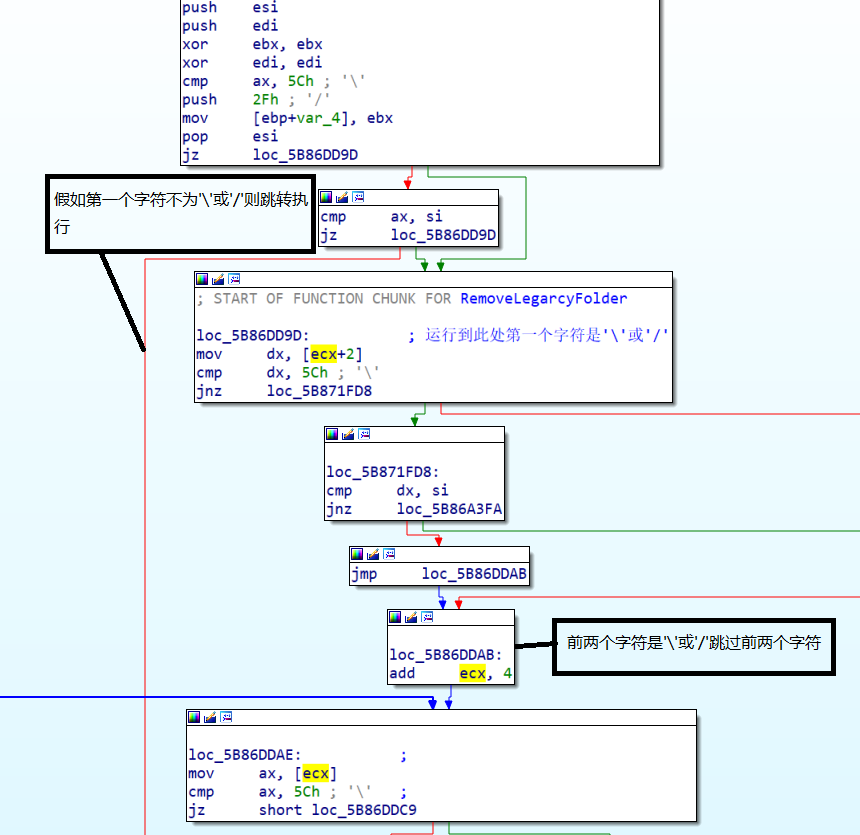 push    esi
push    edi
xor     ebx, ebx
xor     edi, edi
cmp     ax, 5Ch ; '\'
push    2Fh ; '/'
mov     [ebp+var_4], ebx
pop     esi
jz      loc_5B86DD9D
假如第一个字符不为'\'或'/'则跳转执
行
cmp     ax, si
jz      loc_5B86DD9D
; START OF FUNCTION CHUNK FOR RemoveLegarcyFolder
loc_5B86DD9D:            ; 运行到此处第一个字符是'\'或'/'
mov     dx, [ecx+2]
cmp     dx, 5Ch ; '\'
jnz     loc_5B871FD8
loc_5B871FD8:
cmp     dx, si
jnz     loc_5B86A3FA
jmp     loc_5B86DDAB
loc_5B86DDAB:
add     ecx, 4
前两个字符是'\'或'/'跳过前两个字符
loc_5B86DDAE:            ;
mov     ax, [ecx]
cmp     ax, 5Ch ; '\'   ;
jz      short loc_5B86DDC9